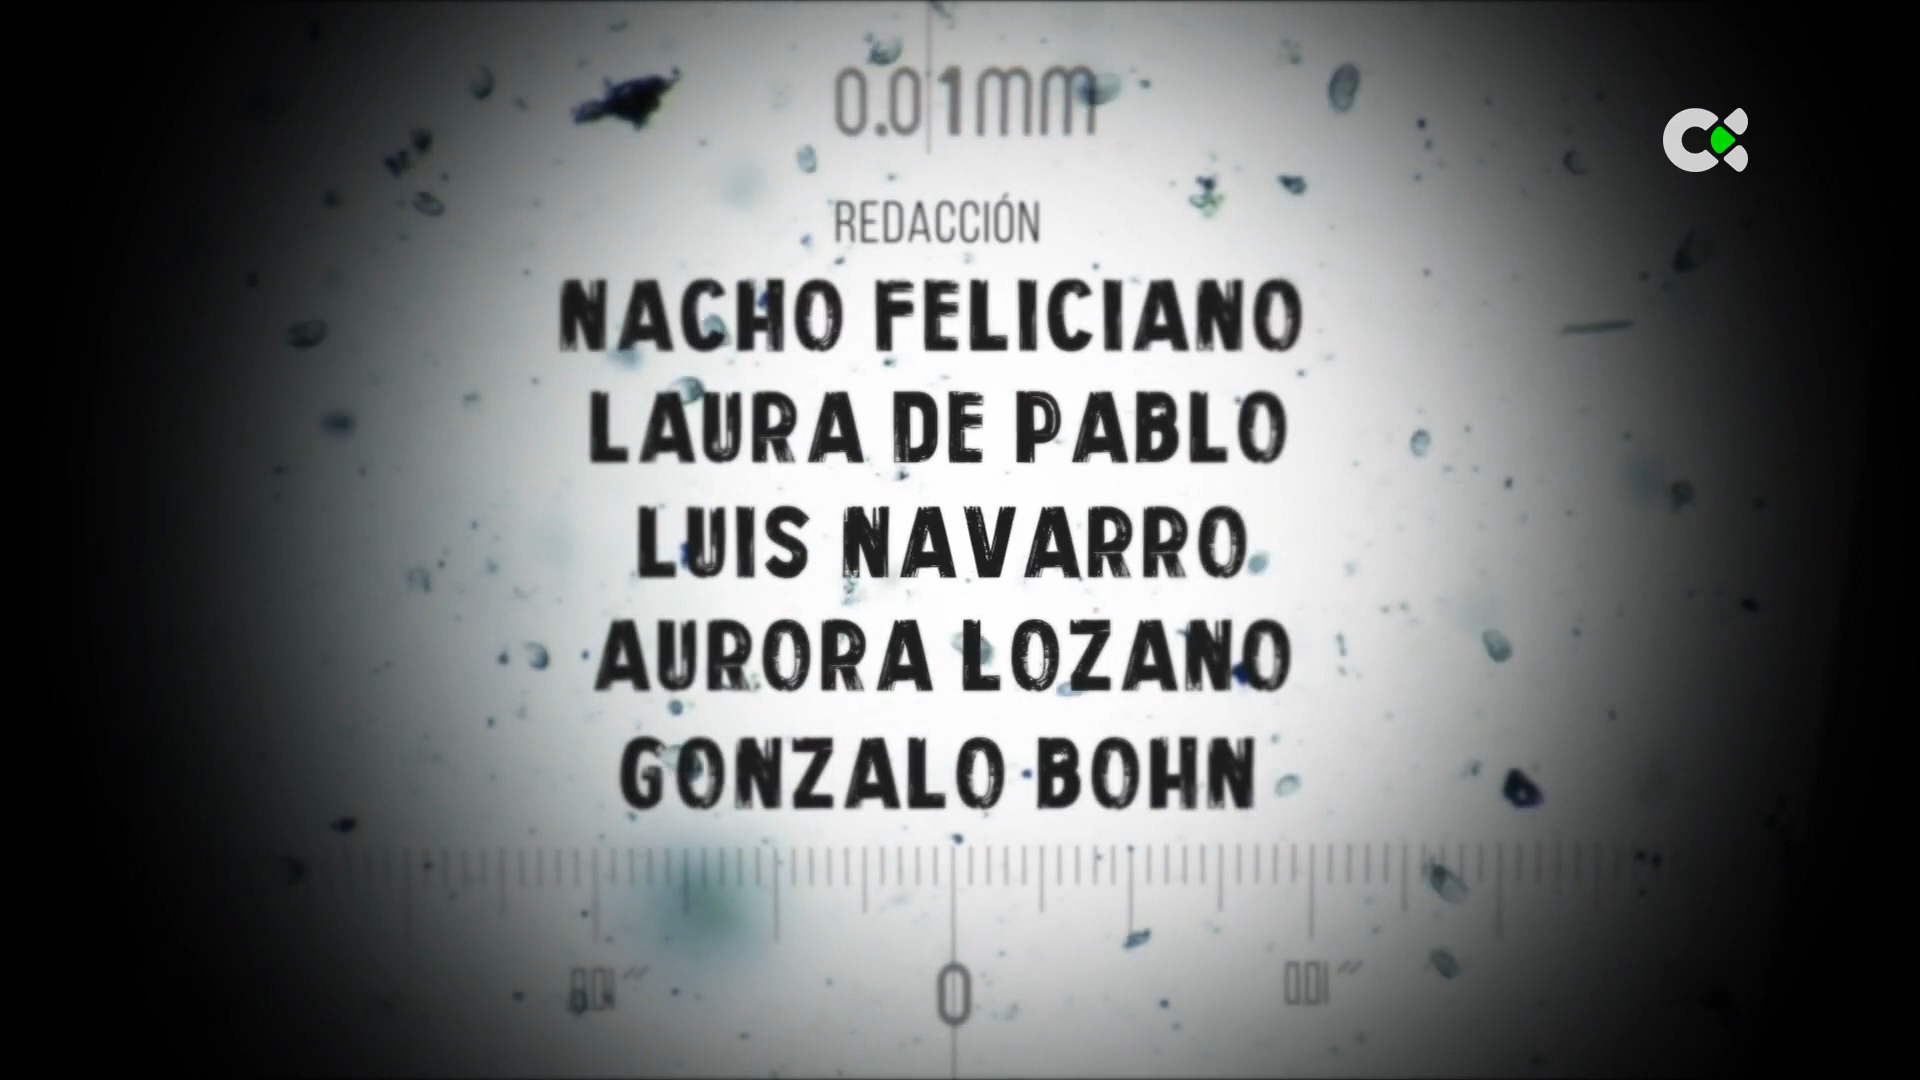 0.01mm
REDACCIÓN
NACHO FELICIANO
LAURA DE PABLO
LUIS NAVARRO
AURORA LOZANO
GONZALO BOHN
0